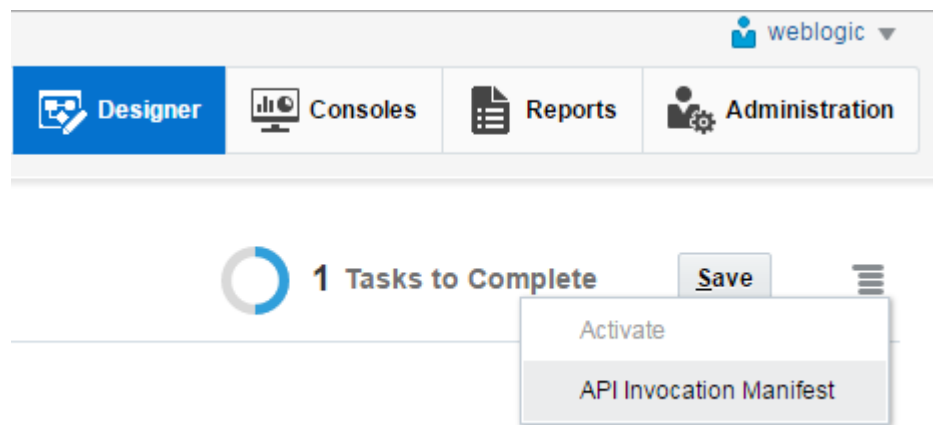 weblogic
Designer Consoles Reports Administration
1 Tasks to Complete Save
Activate
API Invocation Manifest